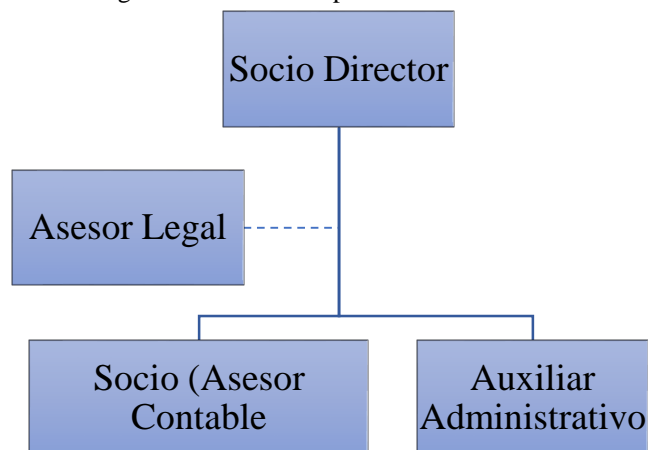 Socio Director
Asesor Legal
Socio (Asesor
Contable
Auxiliar
Administrativo